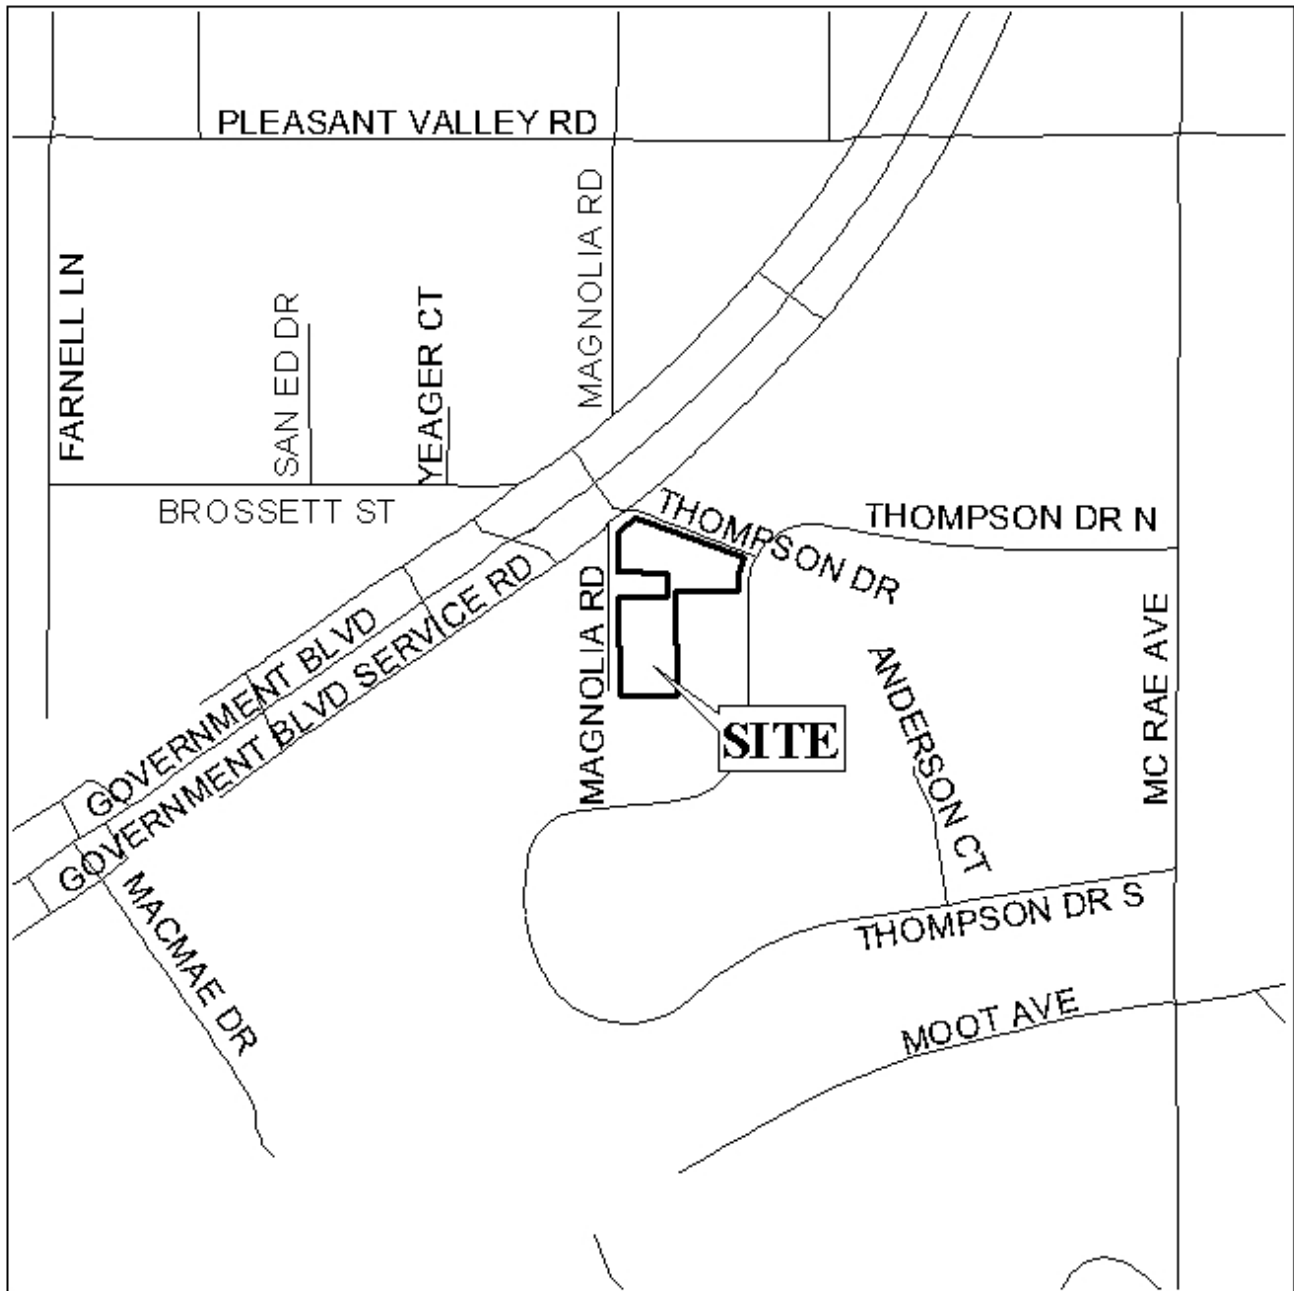 PLEASANT VALLEY RD
MAGNOLIA RD
FARNELL LN
SAN ED DR
YEAGER CT
BROSSETT ST
THOMPSON DR
THOMPSON DR N
GOVERNMENT BLVD
GOVERNMENT BLVD SERVICE RD
MAGNOLIA RD
MC RAE AVE
ANDERSON CT
SITE
MACMAE DR
THOMPSON DR S
MOOT AVE